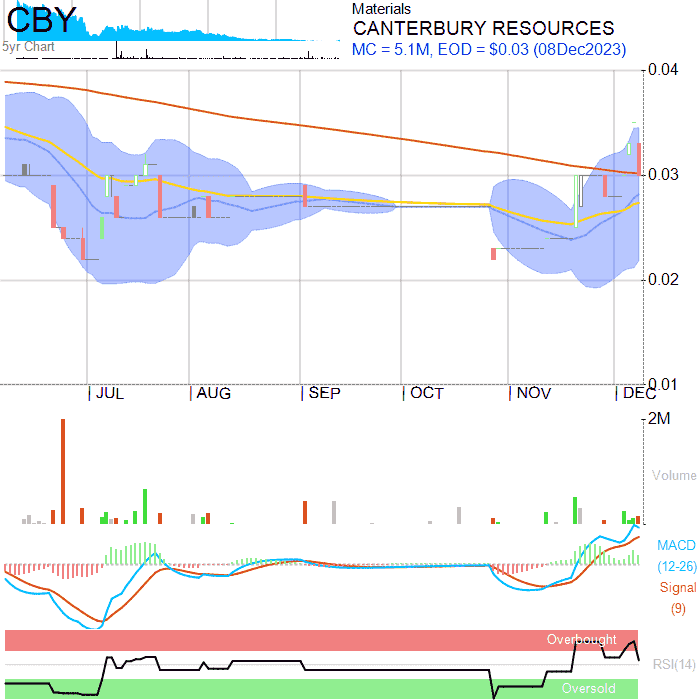 CBY
5yr Chart
Materials
CANTERBURY RESOURCES
MC = 5.1M, EOD = $0.03 (08Dec2023)
0.04
0.03
0.02
0.01
JUL AUG SEP OCT NOV DEC
2M
Volume
MACD
(12-26)
Signal
(9)
Overbought
RSI(14)
Oversold